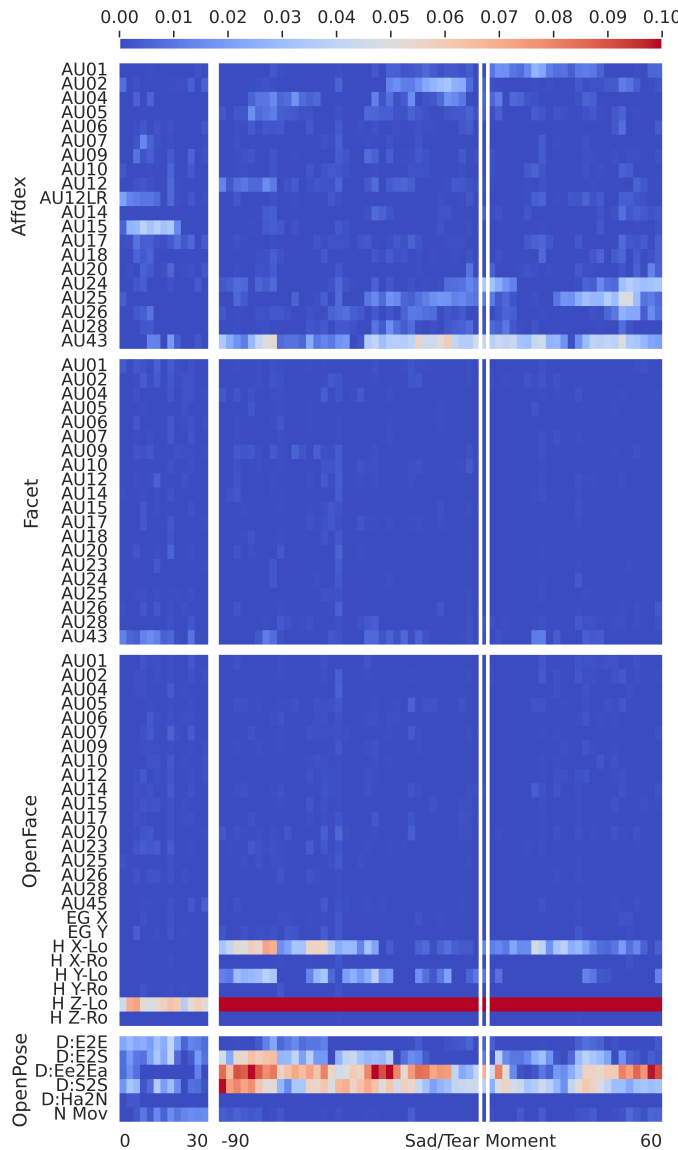 0.00 0.01 0.02 0.03 0.04 0.05 0.06 0.07 0.08 0.09 0.10
Affdex
AU01
AU02
AU04
AU05
AU06
AU07
AU09
AU10
AU12
AU12LR
AU14
AU15
AU17
AU18
AU20
AU24
AU25
AU26
AU28
AU43
Facet
AU01
AU02
AU04
AU05
AU06
AU07
AU09
AU10
AU12
AU14
AU15
AU17
AU18
AU20
AU23
AU24
AU25
AU26
AU28
AU43
OpenFace
AU01
AU02
AU04
AU05
AU06
AU07
AU09
AU10
AU12
AU14
AU15
AU17
AU20
AU23
AU25
AU26
AU28
AU45
EG X
EG Y
H X-Lo
H X-Ro
H Y-Lo
H Y-Ro
H Z-Lo
H Z-Ro
OpenPose
D:E2E
D:E2S
D:Ee2Ea
D:S2S
D:Ha2N
N Mov
0 30 -90 Sad/Tear Moment 60